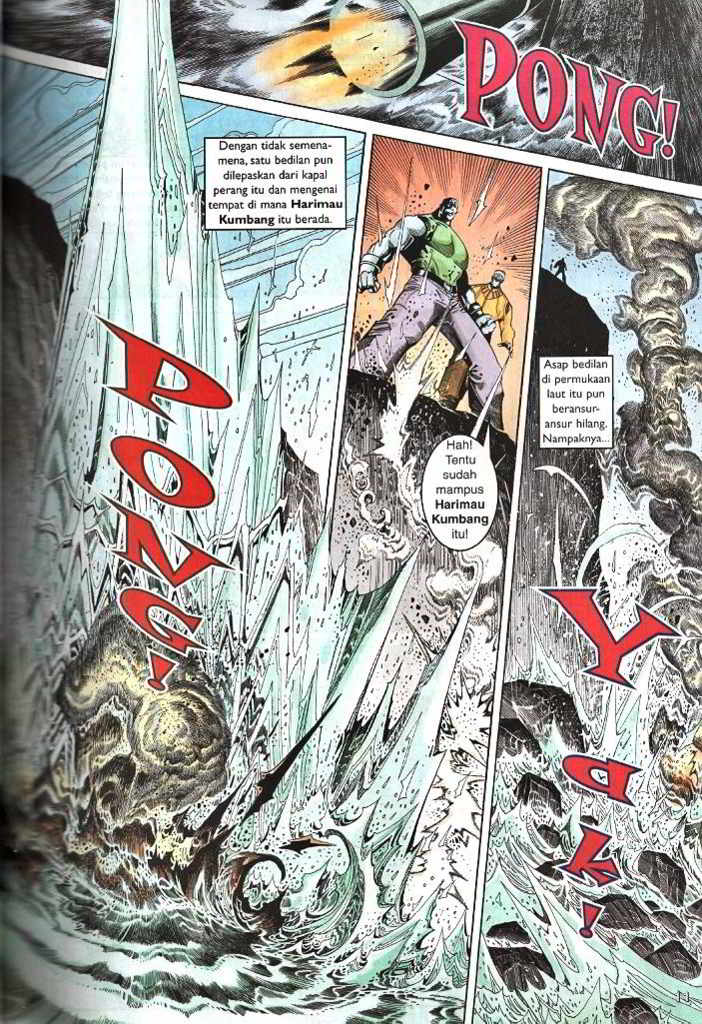 PONG!
Dengan tidak semena-
mena, satu bedilan pun
dilepaskan dari kapal
perang itu dan mengenai
tempat di mana Harimau
Kumbang itu berada.
PONG!
Hah!
Tentu
sudah
mampus
Harimau
Kumbang
itu!
Asap bedilan
di permukaan
laut itu pun
beransur-
ansur hilang.
Nampaknya...
Yak!
11